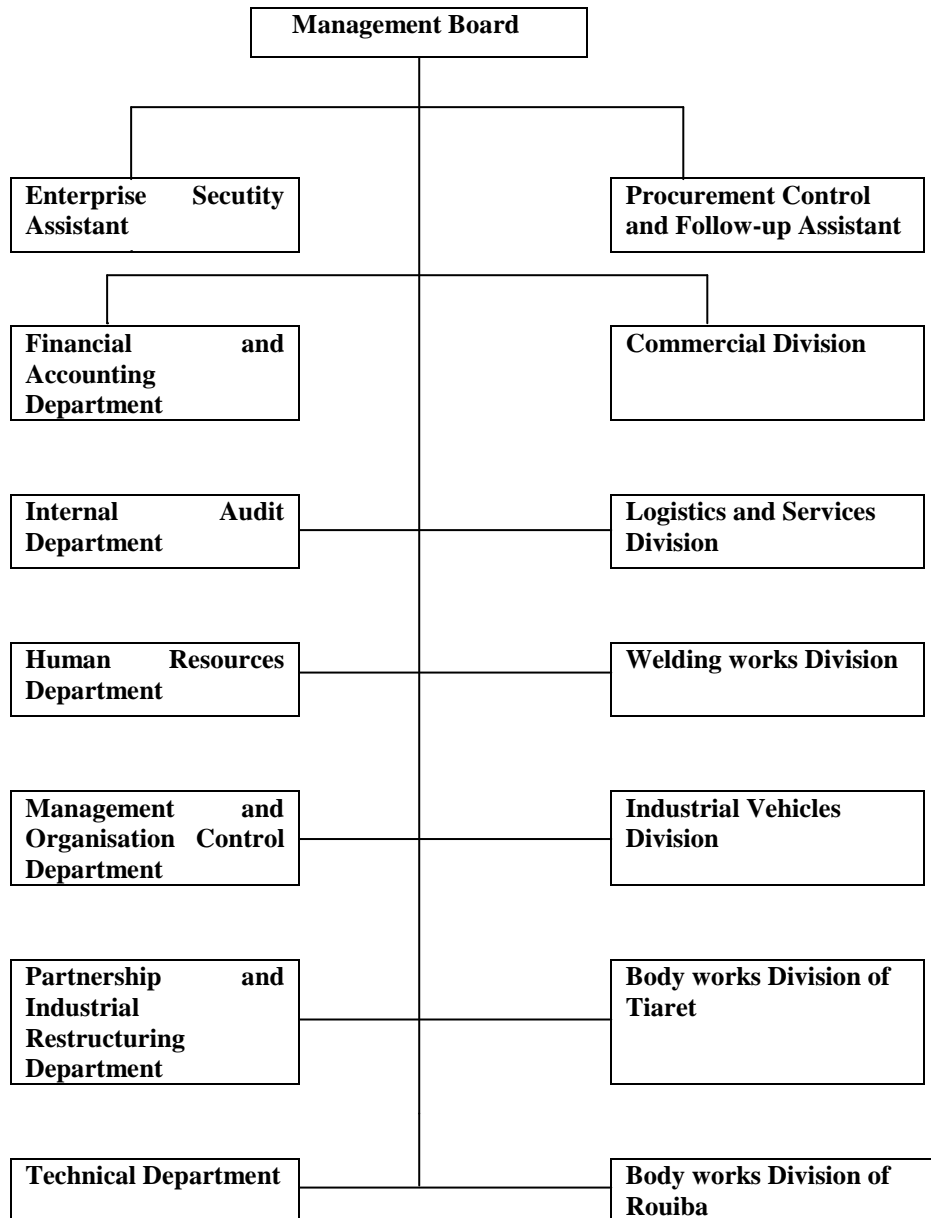 Management Board
Enterprise Secutity
Assistant
Procurement Control
and Follow-up Assistant
Financial and
Accounting
Department
Commercial Division
Internal Audit
Department
Logistics and Services
Division
Human Resources
Department
Welding works Division
Management and
Organisation Control
Department
Industrial Vehicles
Division
Partnership and
Industrial
Restructuring
Department
Body works Division of
Tiaret
Technical Department
Body works Division of
Rouiba